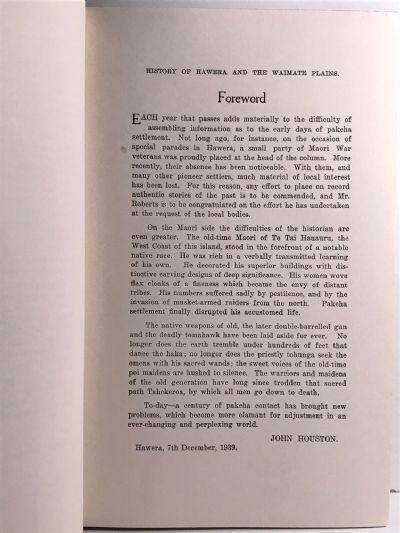 HISTORY OF HAWERA AND THE WAIMATE PLAINS.
Foreword
EACH year that passes adds materially to the difficulty of
assembling information as to the early days of pakeha
settlement. Not long ago, for instance, on the occasion of
special parades in Hawera, a small party of Maori War
veterans was proudly placed at the head of the column. More
recently, their absence has been noticeable. With them, and
many other pioneer settlers, much material of local interest
has been lost. For this reason, any effort to place on record
authentic stories of the past is to be commended, and Mr.
Roberts is to be congratulated on the effort he has undertaken
at the request of the local bodies.
On the Maori side the difficulties of the historian are
even greater. The old-time Maori of Te Tai Hauauru, the
West Coast of this island, stood in the forefront of a notable
native race. He was rich in a verbally transmitted learning
of his own. He decorated his superior buildings with dis-
tinctive carving designs of deep significance. His women wove
flax cloaks of a fineness which became the envy of distant
tribes. His numbers suffered sadly by pestilence, and by the
invasion of musket-armed raiders from the north. Pakeha
settlement finally disrupted his accustomed life.
The native weapons of old, the later double-barrelled gun
and the deadly tomahawk have been laid aside for ever. No
longer does the earth tremble under hundreds of feet that
dance the haka; no longer does the priestly tohunga seek the
omens with his sacred wands; the sweet voices of the old-time
poi maidens are hushed to silence. The warriors and maidens
of the old generation have long since trodden that sacred
path Tahekeroa, by which all men go down to death.
To-day—a century of pakeha contact has brought new
problems, which become more clamant for adjustment in an
ever-changing and perplexing world.
JOHN HOUSTON.
Hawera, 7th December, 1939.